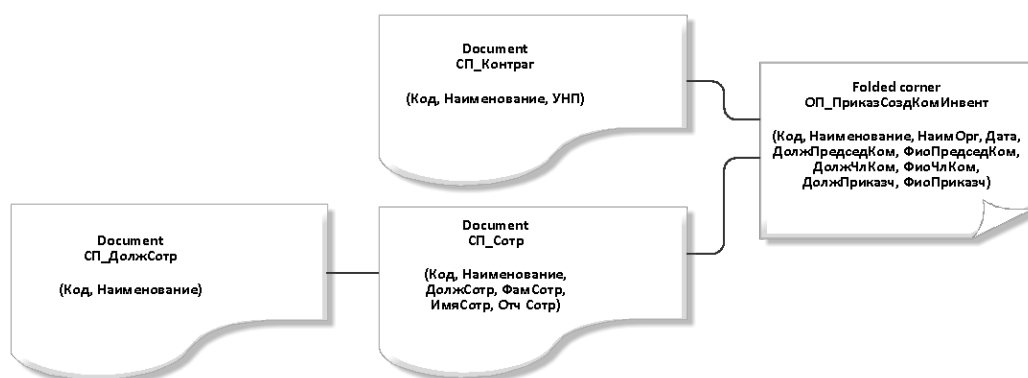 Document
СП_Контраг
(Код, Наименование, УНП)
Folded corner
ОП_ПриказСоздКомИнвент
(Код, Наименование, НаимОрг, Дата,
ДолжПредседКом, ФиоПредседКом,
ДолжЧлКом, ФиоЧлКом,
ДолжПриказч, ФиоПриказч)
Document
СП_ДолжСотр
(Код, Наименование)
Document
СП_Сотр
(Код, Наименование,
ДолжСотр, ФамСотр,
ИмяСотр, Отч Сотр)